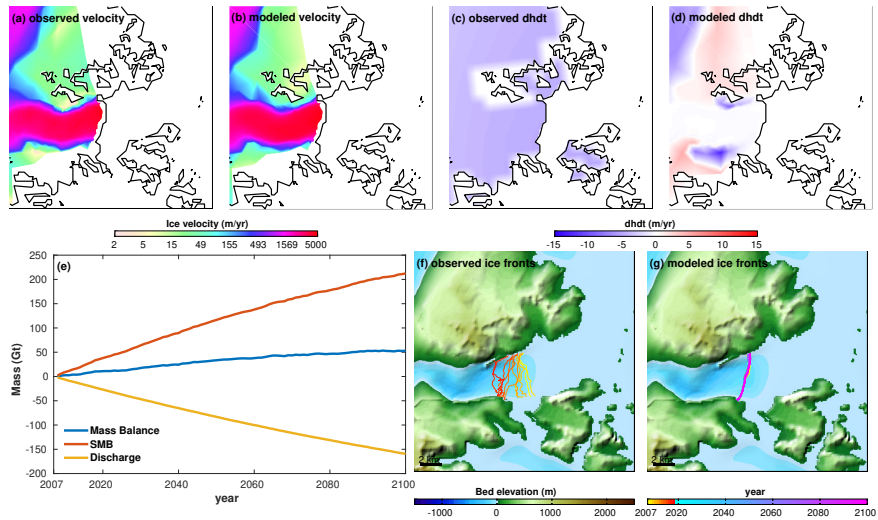 (a) observed velocity
(b) modeled velocity
(c) observed dhdt
(d) modeled dhdt
Ice velocity (m/yr)
2 5 15 49 155 493 1569 5000
dhdt (m/yr)
-15 -10 -5 0 5 10 15
(e)
250
200
150
100
50
0
-50
-100
-150
-200
Mass (Gt)
Mass Balance
SMB
Discharge
2007 2020 2040 2060 2080 2100
year
(f) observed ice fronts
2 km
(g) modeled ice fronts
2 km
Bed elevation (m)
-1000 0 1000 2000
year
2007 2020 2040 2060 2080 2100